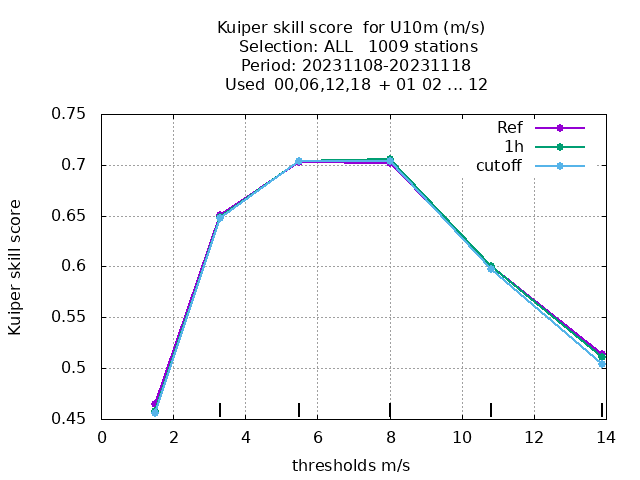 Kuiper skill score  for U10m (m/s)
Selection: ALL   1009 stations
Period: 20231108-20231118
Used  00,06,12,18  + 01 02 ... 12
Ref
1h
cutoff
0.75
0.7
0.65
0.6
0.55
0.5
0.45
Kuiper skill score
0 2 4 6 8 10 12 14
thresholds m/s